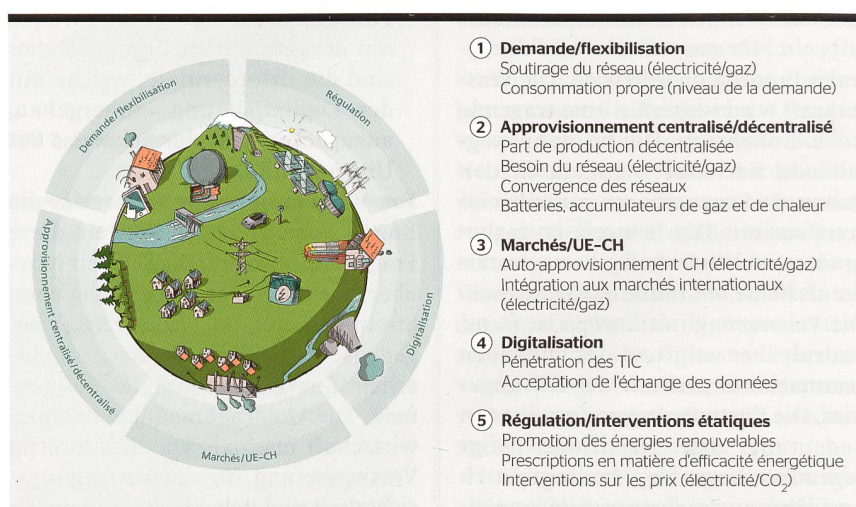 Demande/flexibilisation
Régulation
Approvisionnement centralisé/décentralisé
Digitalisation
Marchés/UE–CH
1 Demande/flexibilisation
Soutirage du réseau (électricité/gaz)
Consommation propre (niveau de la demande)
2 Approvisionnement centralisé/décentralisé
Part de production décentralisée
Besoin du réseau (électricité/gaz)
Convergence des réseaux
Batteries, accumulateurs de gaz et de chaleur
3 Marchés/UE–CH
Auto-approvisionnement CH (électricité/gaz)
Intégration aux marchés internationaux
(électricité/gaz)
4 Digitalisation
Pénétration des TIC
Acceptation de l'échange des données
5 Régulation/interventions étatiques
Promotion des énergies renouvelables
Prescriptions en matière d'efficacité énergétique
Interventions sur les prix (électricité/CO₂)